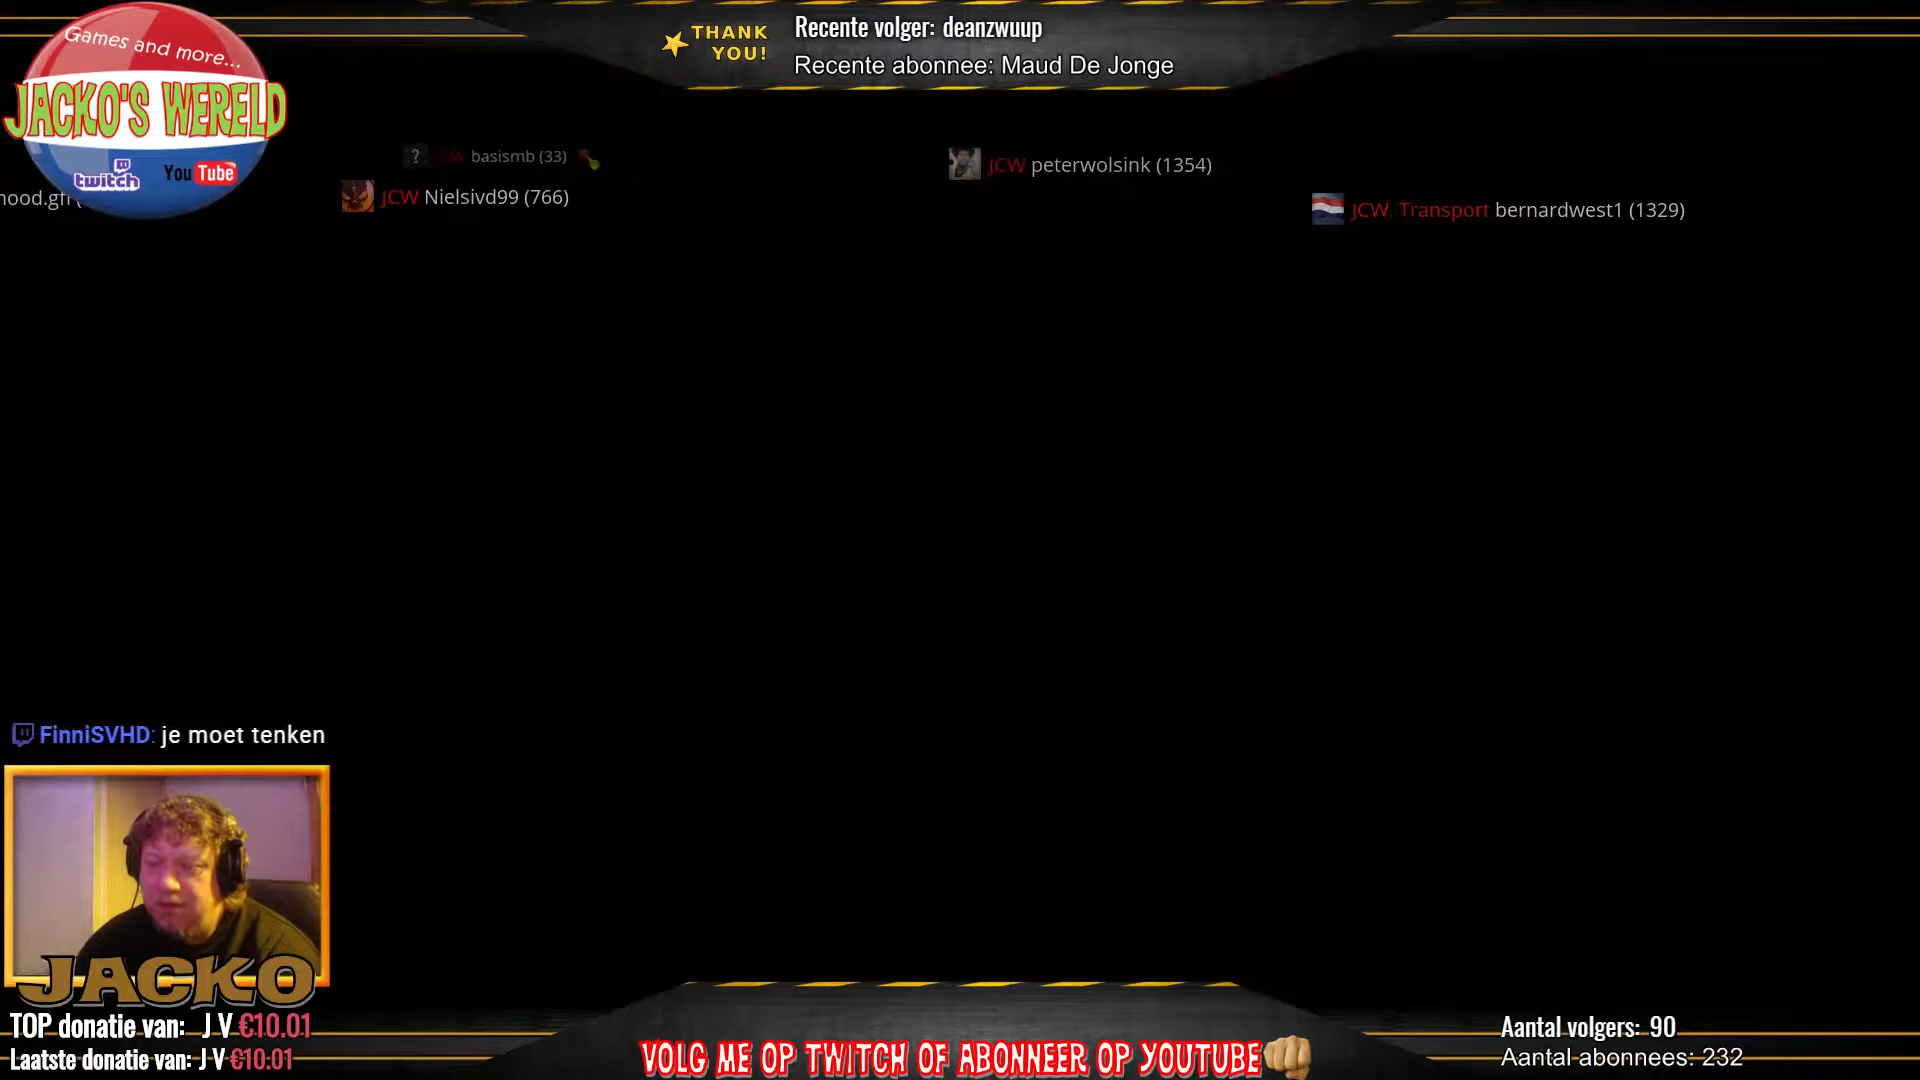 Games and more...
JACKO'S WERELD
twitch
YouTube
THANK YOU!
Recente volger: deanzwuup
Recente abonnee: Maud De Jonge
? basismb (33)
JCW peterwolsink (1354)
JCW Nielsivd99 (766)
JCW. Transport bernardwest1 (1329)
FinniSVHD: je moet tenken
JACKO
TOP donatie van: J V €10.01
Laatste donatie van: J V €10.01
VOLG ME OP TWITCH OF ABONNEER OP YOUTUBE
Aantal volgers: 90
Aantal abonnees: 232